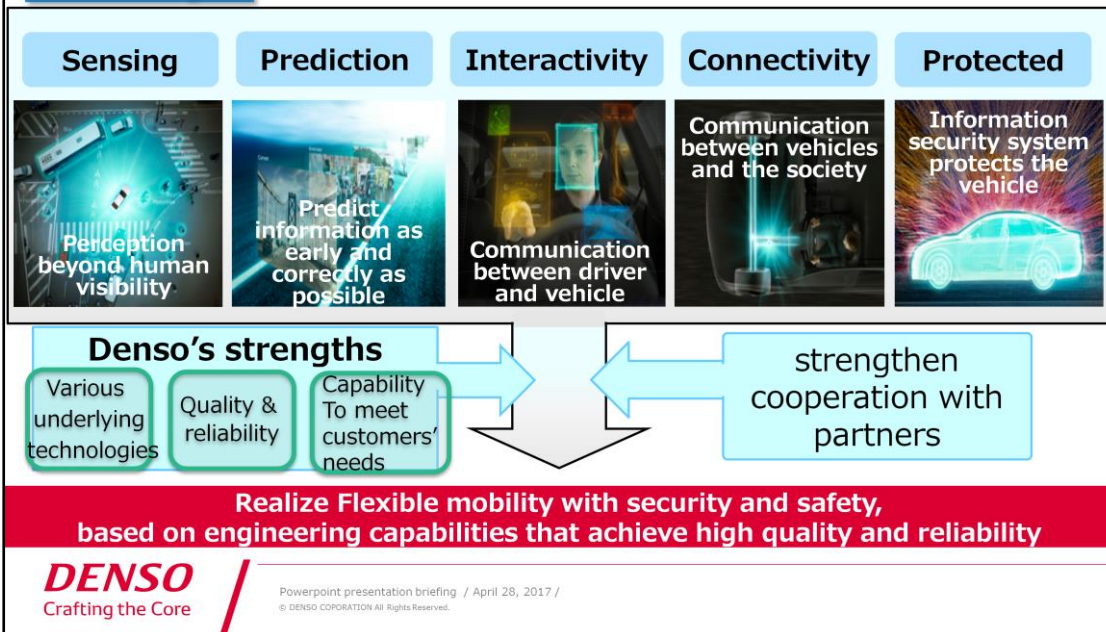 Sensing
Prediction
Interactivity
Connectivity
Protected
Perception
beyond human
visibility
Predict
information as
early and
correctly as
possible
Communication
between driver
and vehicle
Communication
between vehicles
and the society
Information
security system
protects the
vehicle
Denso’s strengths
Various
underlying
technologies
Quality &
reliability
Capability
To meet
customers’
needs
strengthen
cooperation with
partners
Realize Flexible mobility with security and safety,
based on engineering capabilities that achieve high quality and reliability
DENSO
Crafting the Core
Powerpoint presentation briefing / April 28, 2017 /
© DENSO COPORATION All Rights Reserved.